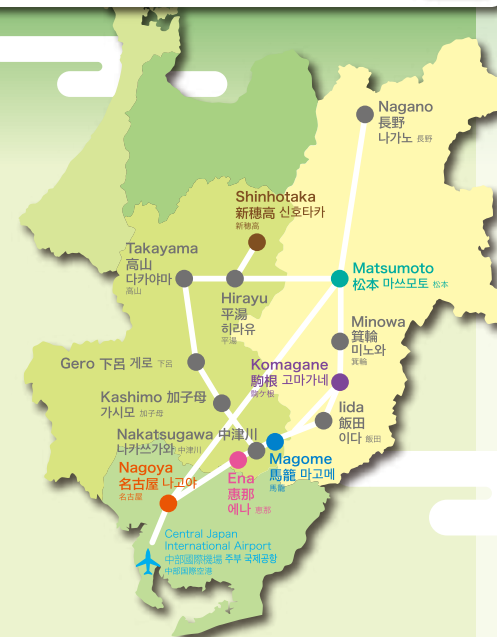 Nagano
長野
나가노 長野
Shinhotaka
新穗高 신호타카
新穂高
Takayama
高山
다카야마
高山
Matsumoto
松本 마쓰모토 松本
Hirayu
平湯
히라유
平湯
Minowa
箕輪
미노와
箕輪
Gero 下呂 게로 下呂
Komagane
駒根 고마가네
駒ケ根
Kashimo 加子母
가시모 加子母
Iida
飯田
이다 飯田
Nakatsugawa 中津川
나카쓰가와 中津川
Magome
馬籠 마고메
馬籠
Nagoya
名古屋 나고야
名古屋
Ena
惠那
에나 恵那
Central Japan
International Airport
中部國際機場 주부 국제공항
中部国際空港